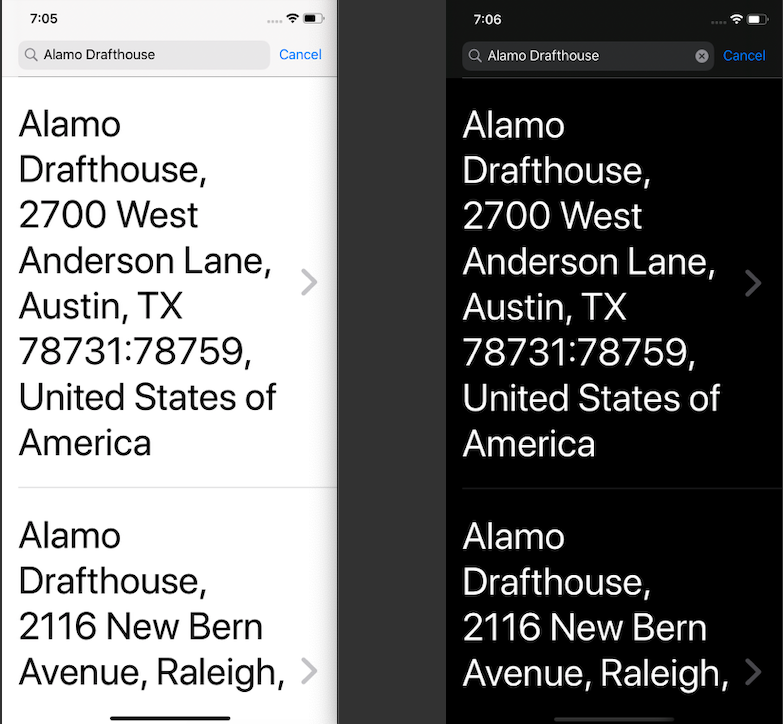 7:05
Alamo Drafthouse
Cancel
Alamo
Drafthouse,
2700 West
Anderson Lane,
Austin, TX
78731:78759,
United States of
America
Alamo
Drafthouse,
2116 New Bern
Avenue, Raleigh,
7:06
Alamo Drafthouse
Cancel
Alamo
Drafthouse,
2700 West
Anderson Lane,
Austin, TX
78731:78759,
United States of
America
Alamo
Drafthouse,
2116 New Bern
Avenue, Raleigh,